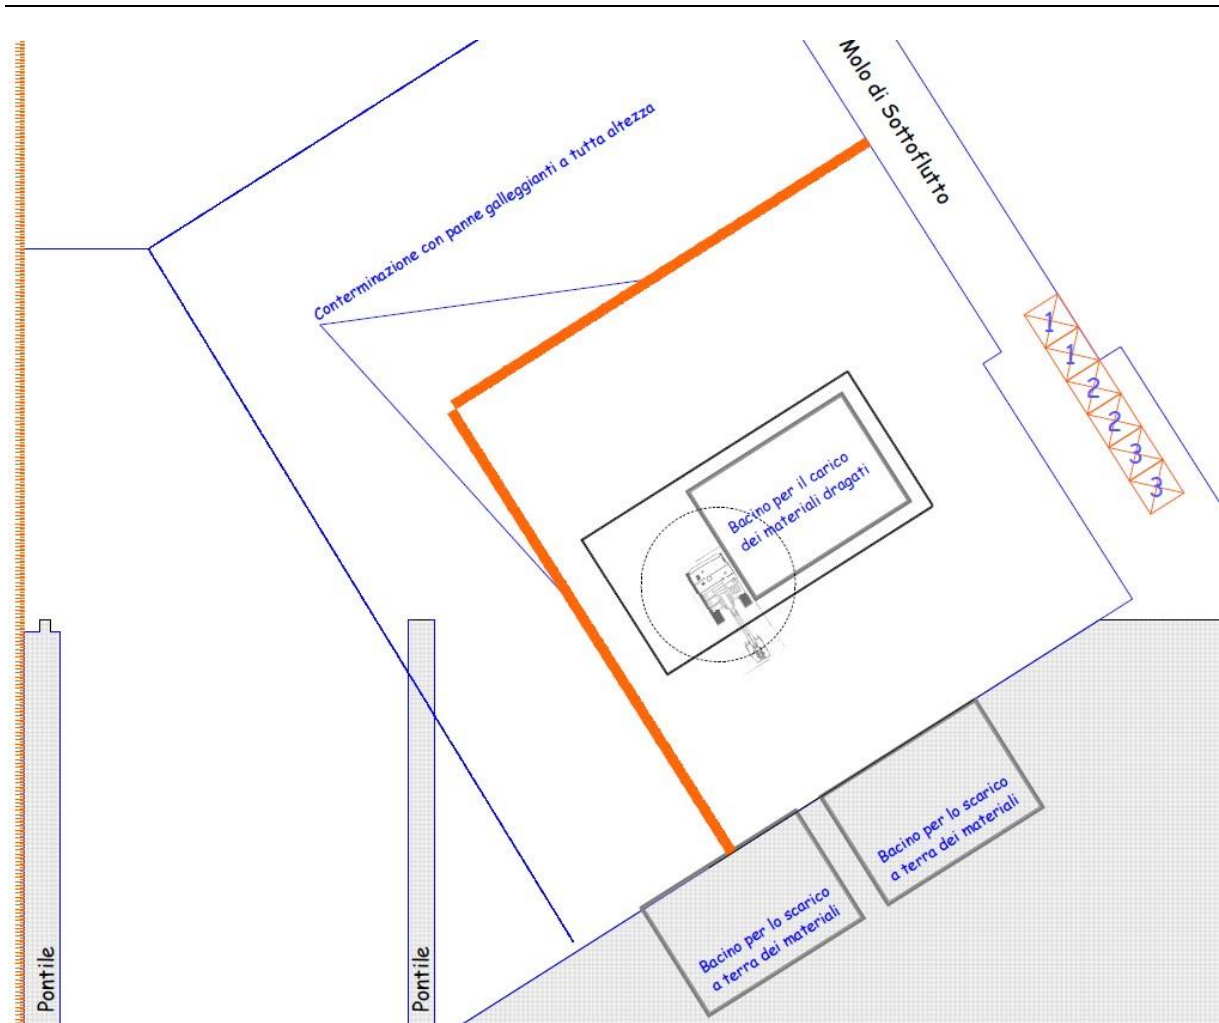 Molo di Sottoflutto
Conterminazione con panne galleggianti a tutta altezza
1
1
2
2
3
3
Bacino per il carico
dei materiali dragati
Bacino per lo scarico
a terra dei materiali
Bacino per lo scarico
a terra dei materiali
Pontile
Pontile